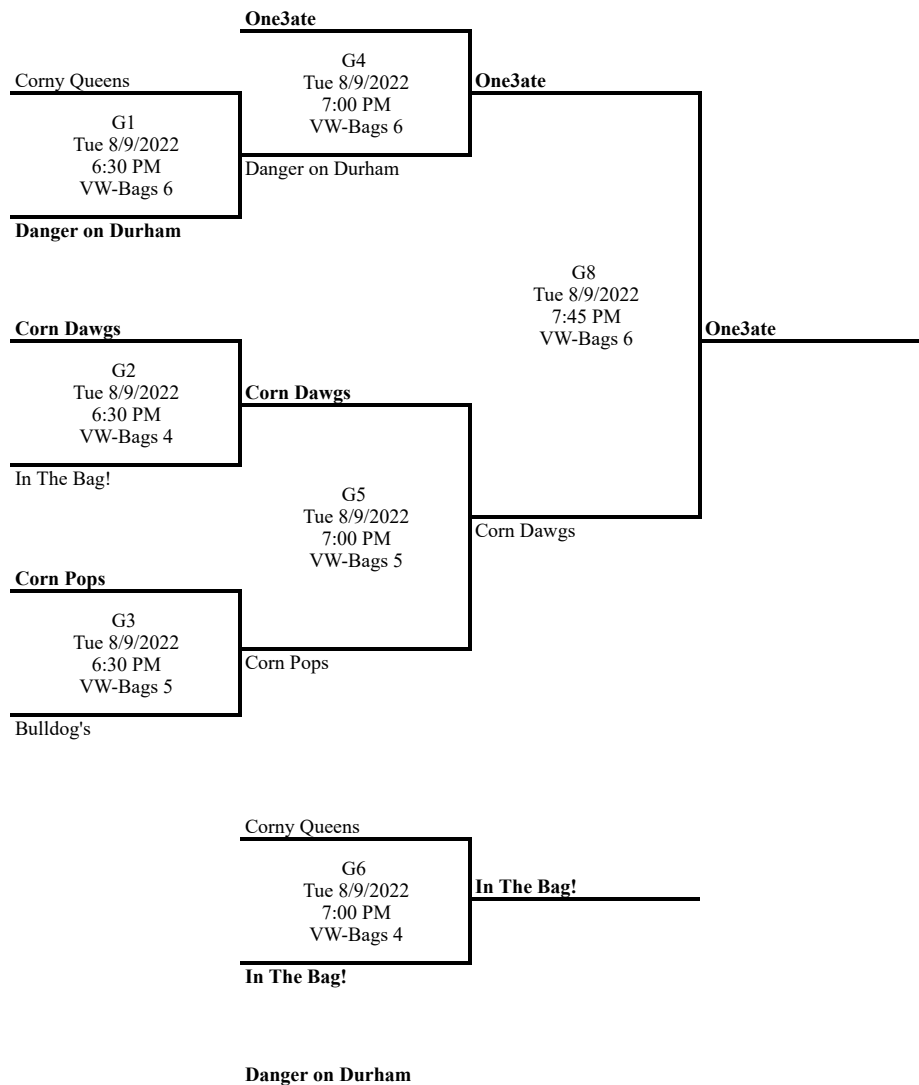 One3ate
G4
Tue 8/9/2022
7:00 PM
VW-Bags 6
Corny Queens
One3ate
G1
Tue 8/9/2022
6:30 PM
VW-Bags 6
Danger on Durham
Danger on Durham
G8
Tue 8/9/2022
7:45 PM
VW-Bags 6
Corn Dawgs
One3ate
G2
Tue 8/9/2022
6:30 PM
VW-Bags 4
Corn Dawgs
In The Bag!
G5
Tue 8/9/2022
7:00 PM
VW-Bags 5
Corn Dawgs
Corn Pops
G3
Tue 8/9/2022
6:30 PM
VW-Bags 5
Corn Pops
Bulldog's
Corny Queens
G6
Tue 8/9/2022
7:00 PM
VW-Bags 4
In The Bag!
In The Bag!
Danger on Durham